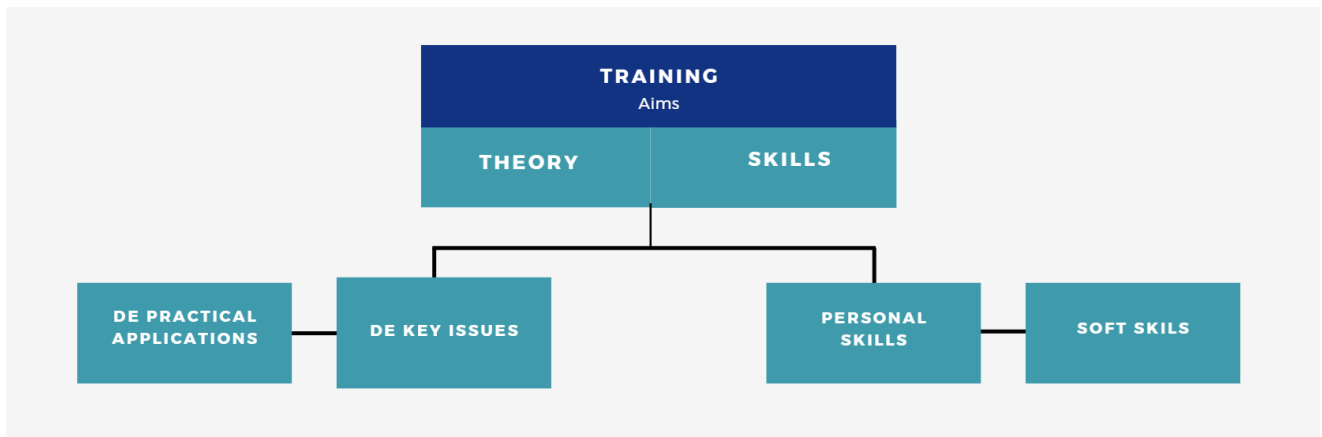 TRAINING
Aims
THEORY
SKILLS
DE PRACTICAL
APPLICATIONS
DE KEY ISSUES
PERSONAL
SKILLS
SOFT SKILS